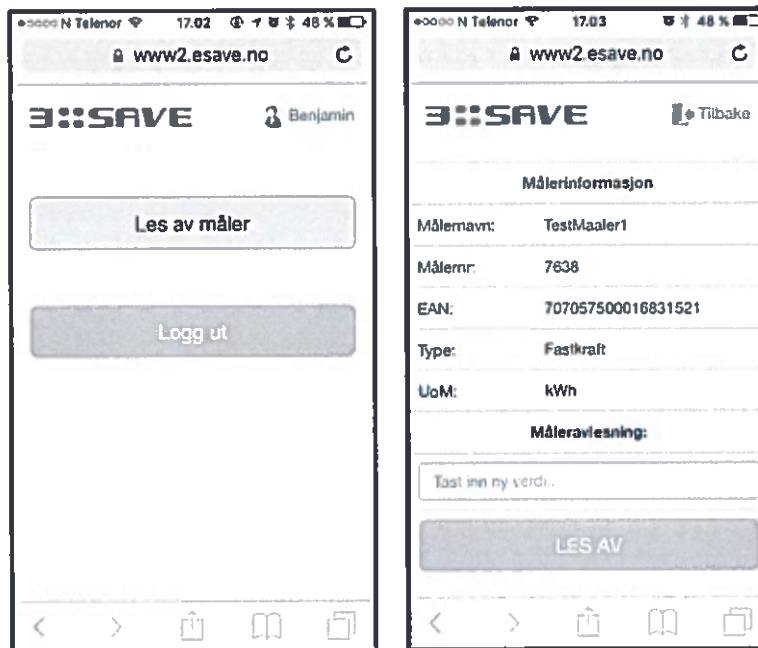 N Telenor 17.02 48 %
www2.esave.no
SAVE
Benjamin
Les av måler
Logg ut
N Telenor 17.03 48 %
www2.esave.no
SAVE
Tilbake
Målerinformasjon
Målernavn: TestMaaler1
Målernr: 7638
EAN: 707057500016831521
Type: Fastkraft
UoM: kWh
Måleravlesning:
Tast inn ny verdi..
LES AV